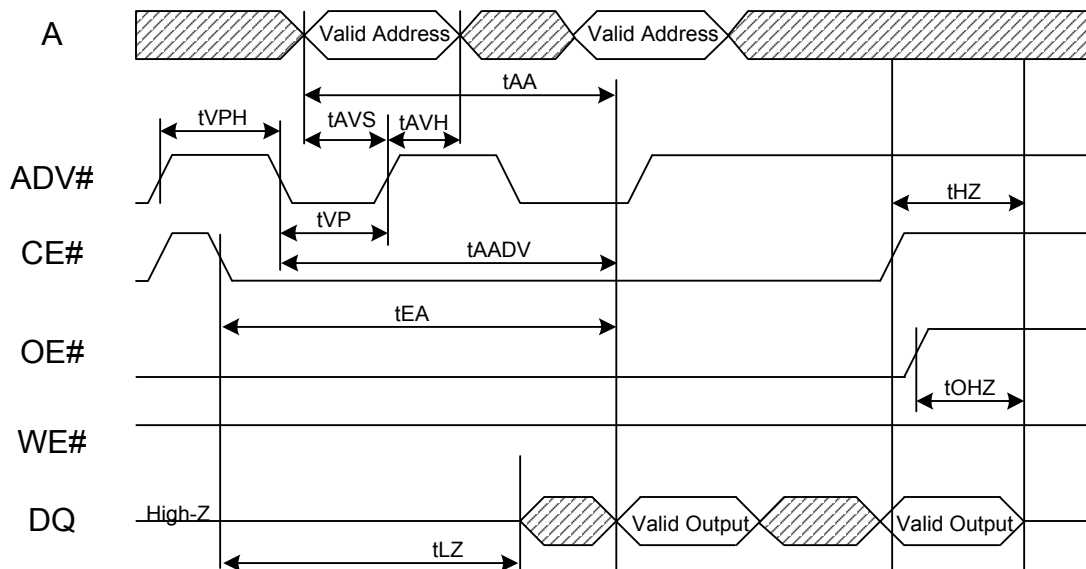 A
Valid Address
Valid Address
tAA
tVPH
tAVS
tAVH
ADV#
tHZ
tVP
CE#
tAADV
tEA
OE#
tOHZ
WE#
DQ
High-Z
Valid Output
Valid Output
tLZ